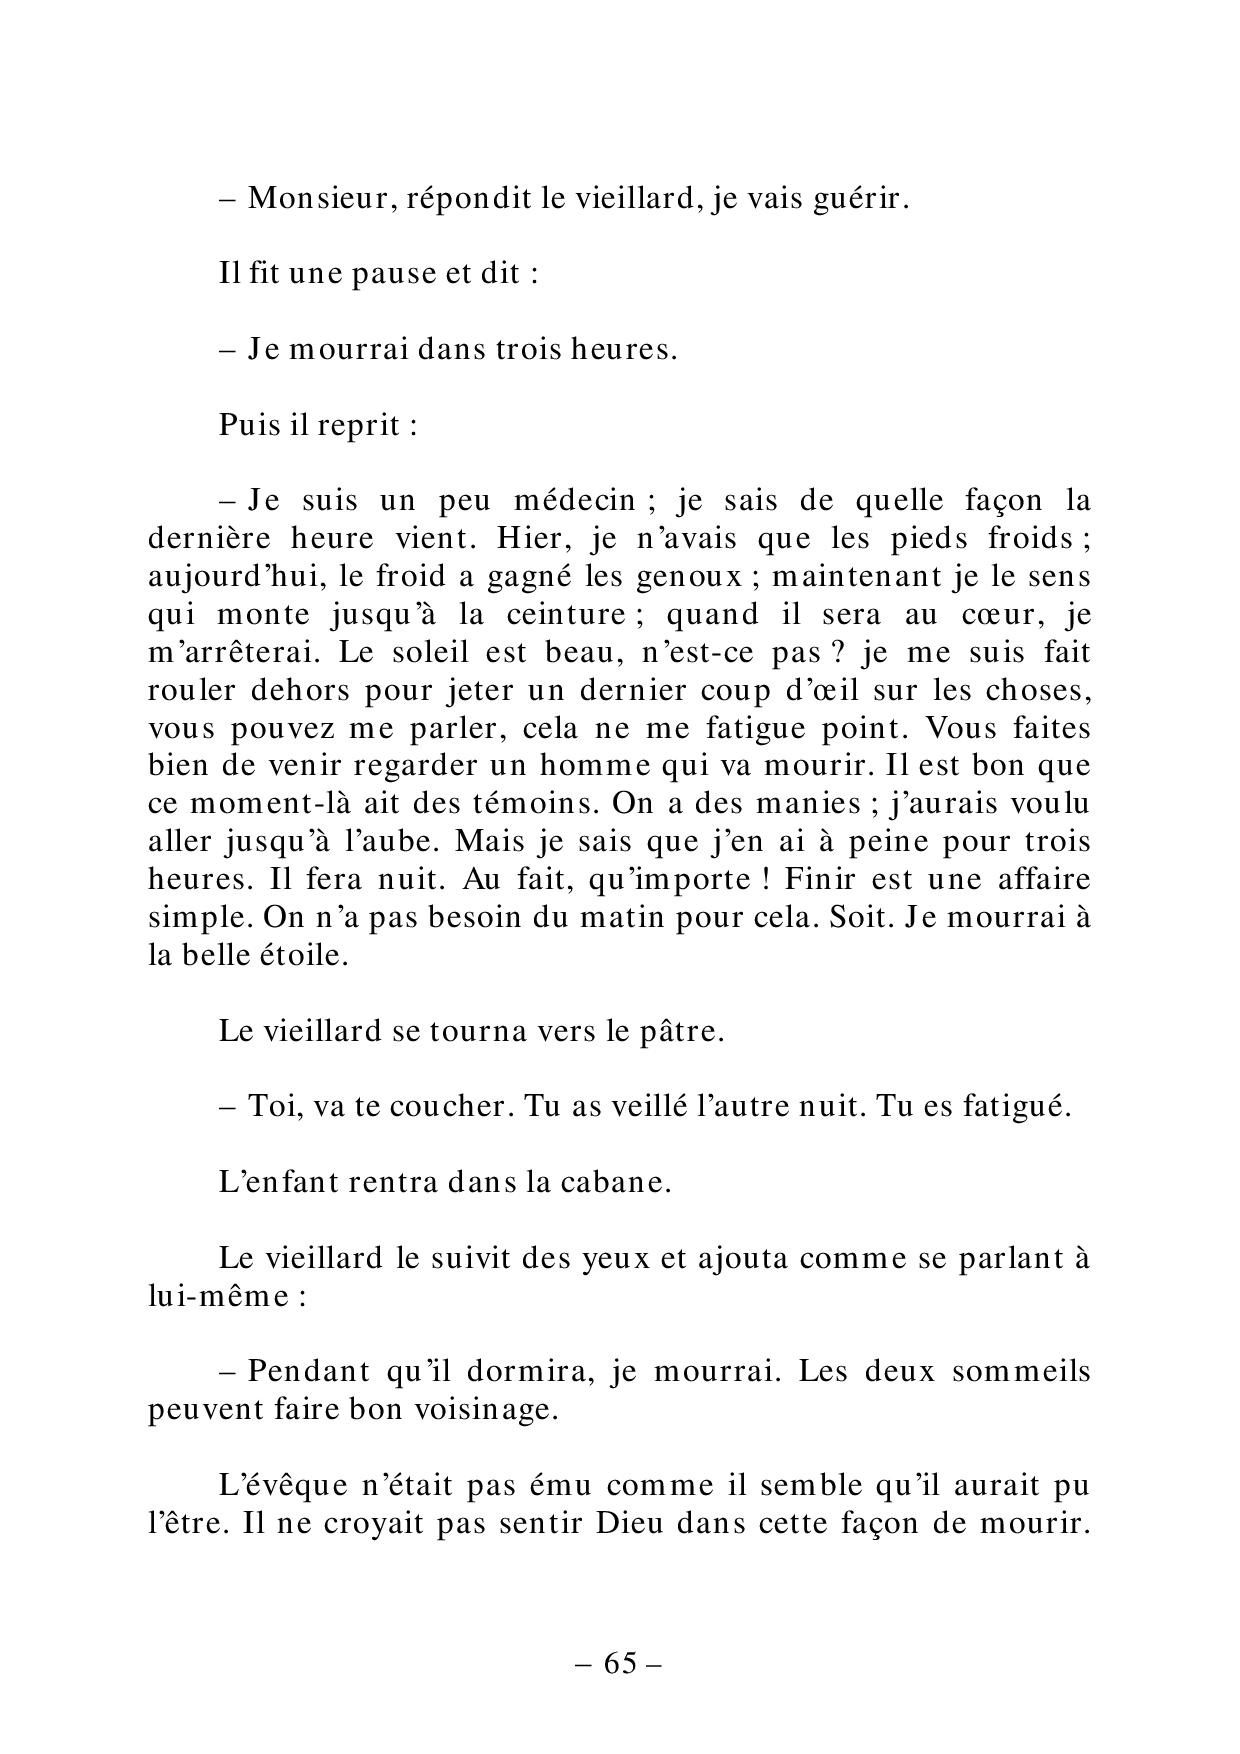 – Monsieur, répondit le vieillard, je vais guérir.
Il fit une pause et dit :
– Je mourrai dans trois heures.
Puis il reprit :
– Je suis un peu médecin ; je sais de quelle façon la
dernière heure vient. Hier, je n’avais que les pieds froids ;
aujourd’hui, le froid a gagné les genoux ; maintenant je le sens
qui monte jusqu’à la ceinture ; quand il sera au cœur, je
m’arrêterai. Le soleil est beau, n’est-ce pas ? je me suis fait
rouler dehors pour jeter un dernier coup d’œil sur les choses,
vous pouvez me parler, cela ne me fatigue point. Vous faites
bien de venir regarder un homme qui va mourir. Il est bon que
ce moment-là ait des témoins. On a des manies ; j’aurais voulu
aller jusqu’à l’aube. Mais je sais que j’en ai à peine pour trois
heures. Il fera nuit. Au fait, qu’importe ! Finir est une affaire
simple. On n’a pas besoin du matin pour cela. Soit. Je mourrai à
la belle étoile.
Le vieillard se tourna vers le pâtre.
– Toi, va te coucher. Tu as veillé l’autre nuit. Tu es fatigué.
L’enfant rentra dans la cabane.
Le vieillard le suivit des yeux et ajouta comme se parlant à
lui-même :
– Pendant qu’il dormira, je mourrai. Les deux sommeils
peuvent faire bon voisinage.
L’évêque n’était pas ému comme il semble qu’il aurait pu
l’être. Il ne croyait pas sentir Dieu dans cette façon de mourir.
– 65 –